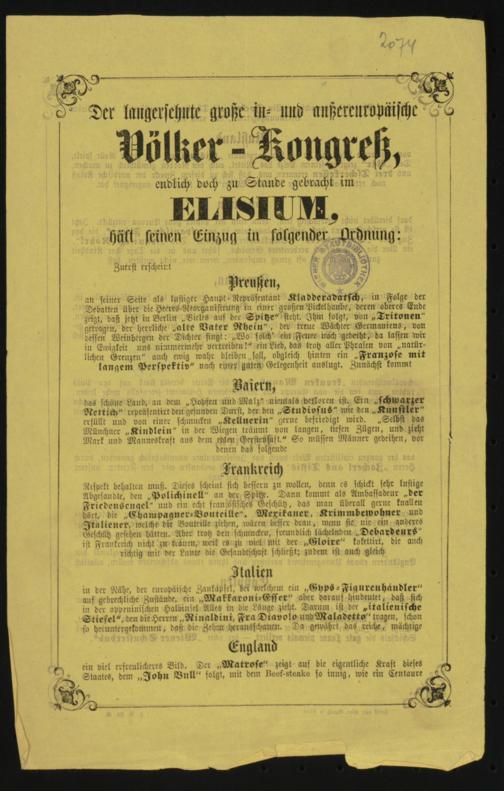 2074
Der langersehnte große in- und außereuropäische
Völker-Kongreß,
endlich doch zu Stande gebracht im
ELISIUM,
hält seinen Einzug in folgender Ordnung:
Zuerst erscheint
Preußen,
an seiner Seite als lustiger Haupt-Repräsentant Kladderadatsch, in Folge der
Debatten über die Heeres-Reorganisirung in einer großen Pickelhaube, deren oberes Ende
zeigt, daß jetzt in Berlin „Vieles auf der Spitze“ steht. Ihm folgt, von „Tritonen“
getragen, der herrliche „alte Vater Rhein“, der treue Wächter Germaniens, von
dessen Weinbergen der Dichter singt: „Wo solch' ein Feuer noch gedeiht, da lassen wir
in Ewigkeit uns nimmermehr vertreiben!“ ein Lied, das trotz aller Phrasen von „natür-
lichen Grenzen“ auch ewig wahr bleiben soll, obgleich hinten ein „Franzose mit
langem Perspektiv“ nach einer guten Gelegenheit auslugt. Zunächst kommt
Baiern,
das schöne Land, an dem „Hopfen und Malz“ niemals verloren ist. Ein „schwarzer
Rettich“ repräsentirt den gesunden Durst, der den „Studiosus“ wie den „Künstler“
erfüllt und von einer schmucken „Kellnerin“ gerne befriedigt wird. „Selbst das
Münchner „Kindlein“ in der Wiegen träumt von langen, tiefen Zügen, und zieht
Mark und Manneskraft aus dem edlen Gerstensaft.“ So müssen Männer gedeihen, vor
denen das folgende
Frankreich
Respekt behalten muß. Dieses scheint sich bessern zu wollen, denn es schickt sehr lustige
Abgesandte, den „Polichinell“ an der Spitze. Dann kommt als Ambassadeur „der
Friedensengel“ und ein echt französisches Geschütz, das man überall gerne knallen
hört, die „Champagner-Bouteille“. Mexikaner, Krimmbewohner und
Italiener, welche die Bouteille ziehen, wären besser drau, wenn sie nie ein anderes
Geschütz gesehen hätten. Aber trotz den schmucken, freundlich lächelnden „Debardeurs“
ist Frankreich nicht zu trauen, weil es zu viel mit der „Gloire“ kokettirt, die auch
richtig mit der Lunte die Gesandtschaft schließt; zudem ist auch gleich
Italien
in der Nähe, der europäische Zankapfel, bei welchem ein „Gyps-Figurenhändler“
auf gebrechliche Zustände, ein „Makkaroni-Esser“ aber darauf hindeutet, daß sich
in der appeninischen Halbinsel Alles in die Länge zieht. Darum ist der „italienische
Stiefel“, den die Herren „Rinaldini, Fra Diavolo und Maladetto“ tragen, schon
so heruntergekommen, daß die Zehen herausschauen. Da gewährt das reiche, mächtige
England
ein viel erfreulicheres Bild. Der „Matrose“ zeigt auf die eigentliche Kraft dieses
Staates, dem „John Bull“ folgt, mit dem Beef-steake so innig, wie ein Centaure